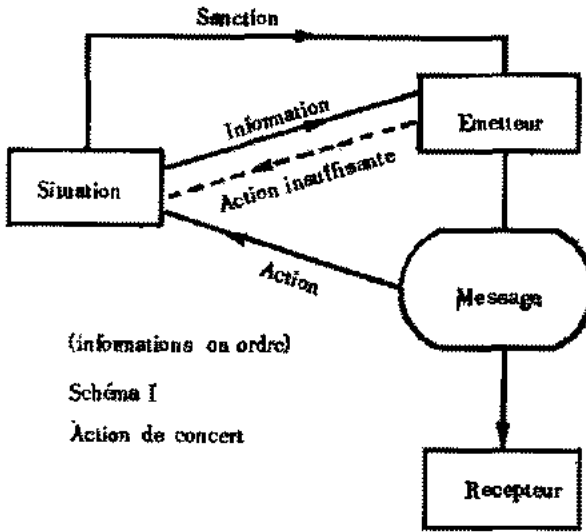 Sanction
Information
Emetteur
Situation
Action insuffisante
Action
Message
(informations ou ordre)
Schéma I
Action de concert
Recepteur